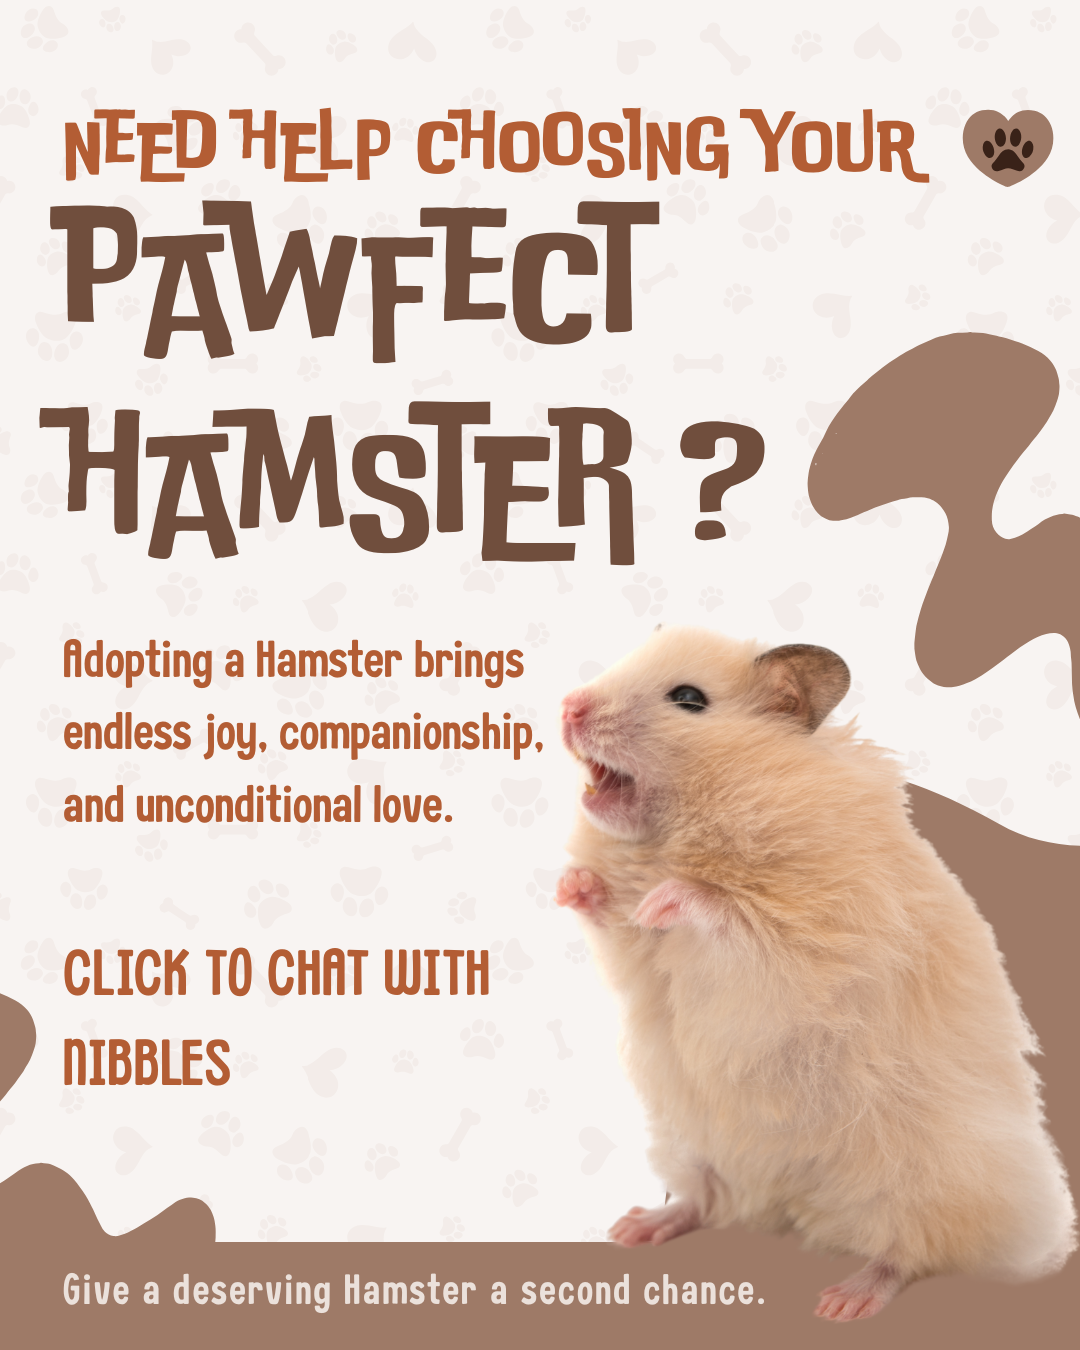 NEED HELP CHOOSING YOUR
PAWFECT
HAMSTER ?
Adopting a Hamster brings
endless joy, companionship,
and unconditional love.
CLICK TO CHAT WITH
NIBBLES
Give a deserving Hamster a second chance.